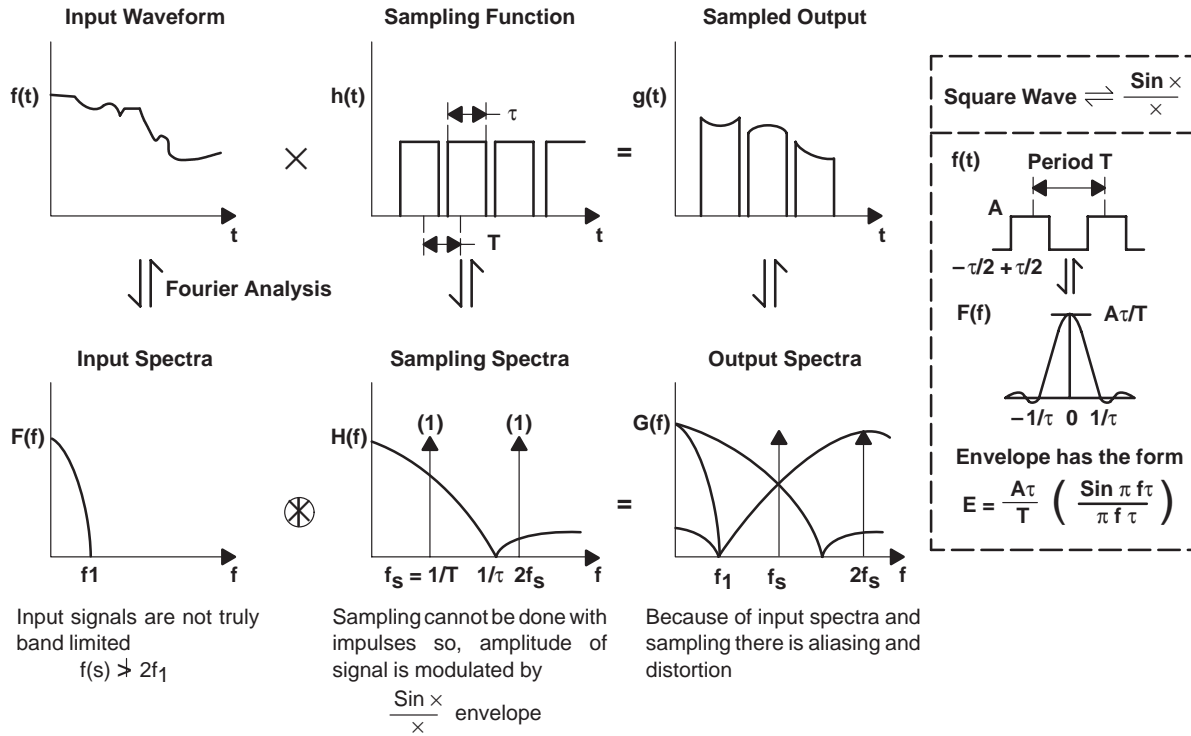 Input Waveform
Sampling Function
Sampled Output
f(t)
t
×
h(t)
τ
T
t
=
g(t)
t
Fourier Analysis
Input Spectra
Sampling Spectra
Output Spectra
F(f)
f1
f
H(f)
(1)
(1)
fs = 1/T
1/τ
2fs
f
=
G(f)
f1
fs
2fs
f
Input signals are not truly
band limited
f(s) ≯ 2f1
Sampling cannot be done with
impulses so, amplitude of
signal is modulated by
Sin ×
×
envelope
Because of input spectra and
sampling there is aliasing and
distortion
Square Wave ⇌ Sin ×
×
f(t)
Period T
A
−τ/2 +τ/2
F(f)
Aτ/T
−1/τ 0 1/τ
Envelope has the form
E = Aτ/T ( Sin π fτ / π f τ )